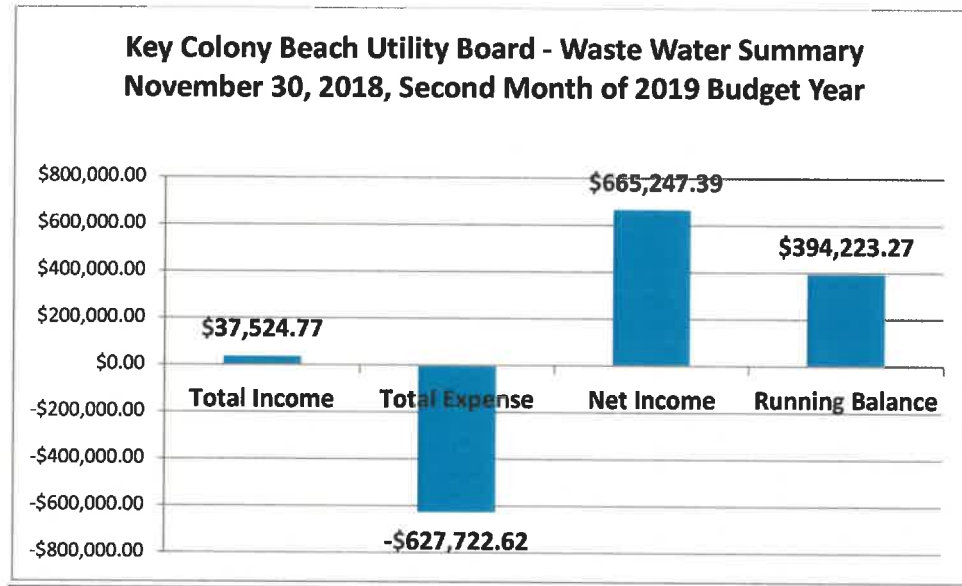 Key Colony Beach Utility Board - Waste Water Summary
November 30, 2018, Second Month of 2019 Budget Year
$800,000.00
$600,000.00
$400,000.00
$200,000.00
$0.00
-$200,000.00
-$400,000.00
-$600,000.00
-$800,000.00
$37,524.77
-$627,722.62
$665,247.39
$394,223.27
Total Income
Total Expense
Net Income
Running Balance